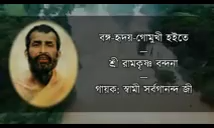 বঙ্গ-হৃদয়-গোমুখী হইতে
—
শ্রী রামকৃষ্ণ বন্দনা
—
গায়ক: স্বামী সর্বগানন্দ জী